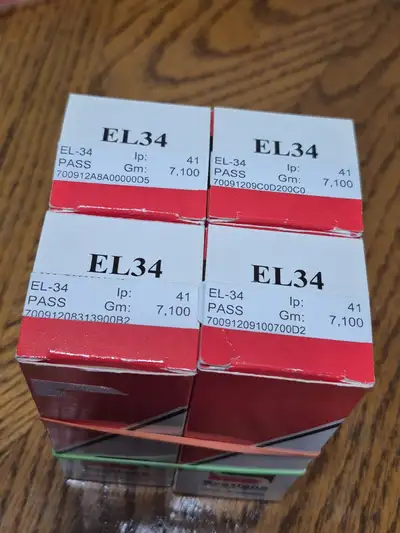 EL34
EL-34 Ip: 41
PASS Gm: 7,100
700912A8A00000D5
EL34
EL-34 Ip: 41
PASS Gm: 7,100
70091209C0D200C0
EL34
EL-34 Ip: 41
PASS Gm: 7,100
70091208313900B2
EL34
EL-34 Ip: 41
PASS Gm: 7,100
70091209100700D2